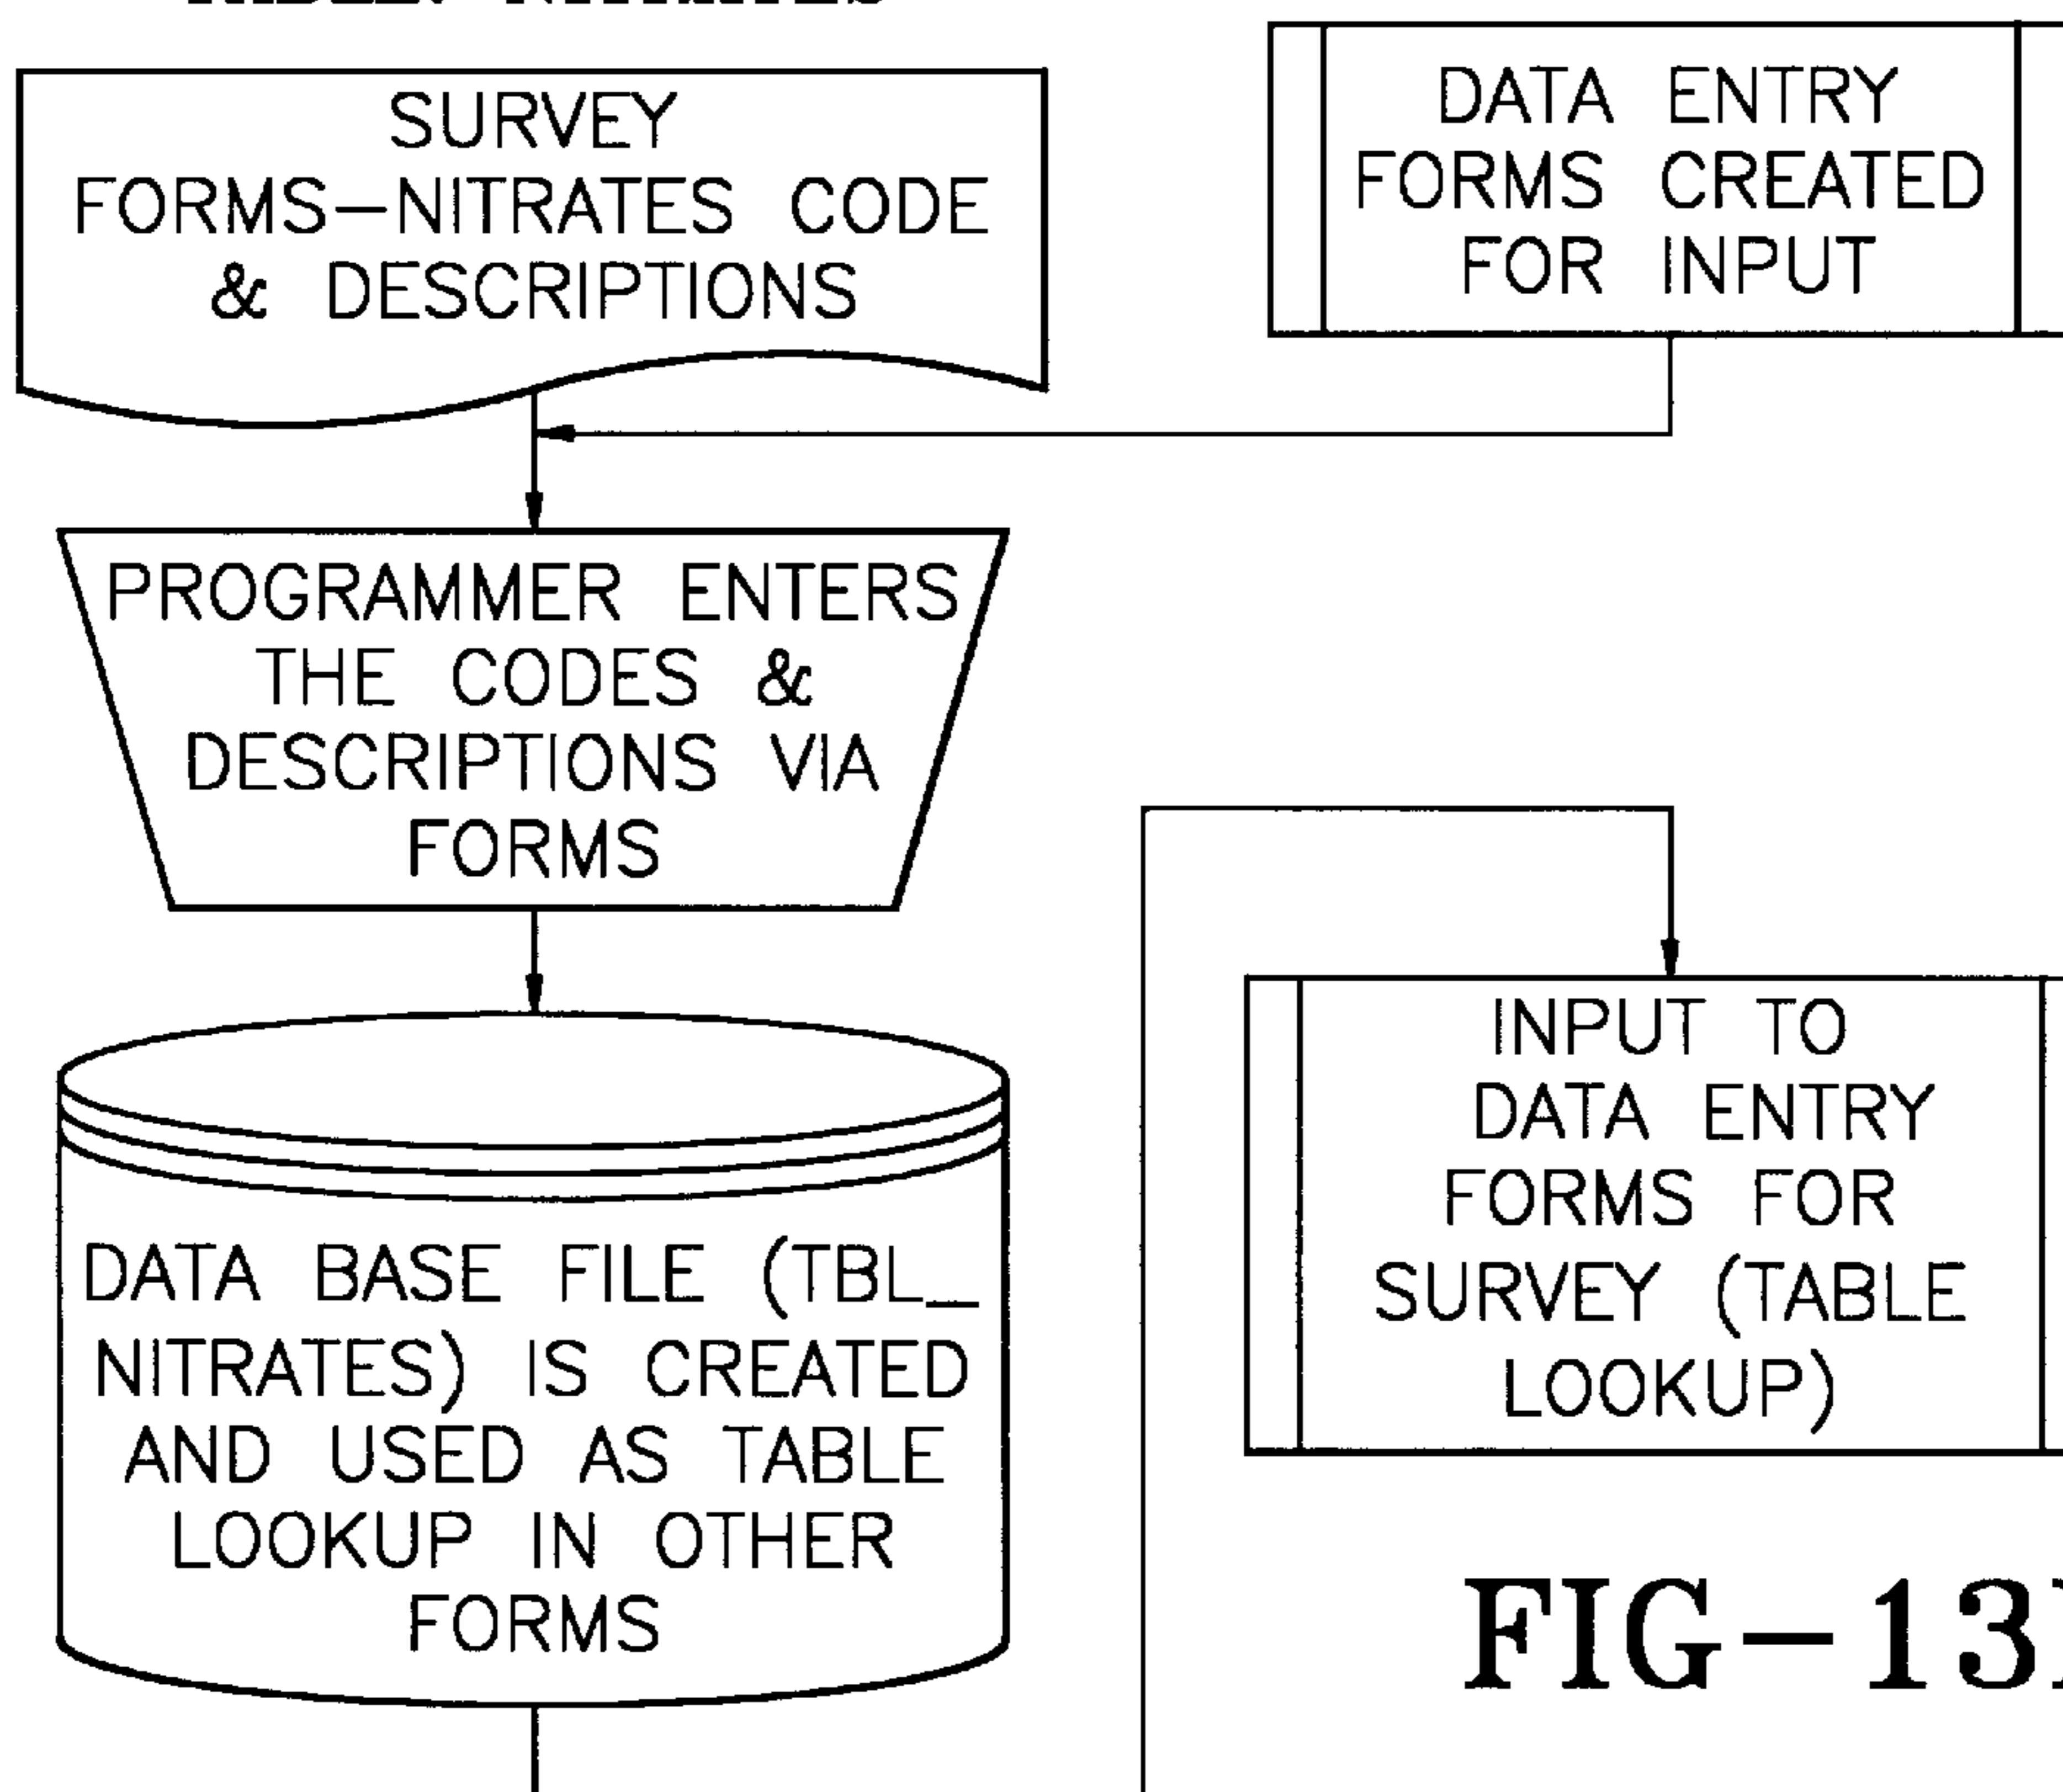 SURVEY
FORMS-NITRATES CODE
& DESCRIPTIONS
DATA ENTRY
FORMS CREATED
FOR INPUT
PROGRAMMER ENTERS
THE CODES &
DESCRIPTIONS VIA
FORMS
DATA BASE FILE (TBL_
NITRATES) IS CREATED
AND USED AS TABLE
LOOKUP IN OTHER
FORMS
INPUT TO
DATA ENTRY
FORMS FOR
SURVEY (TABLE
LOOKUP)
FIG-13